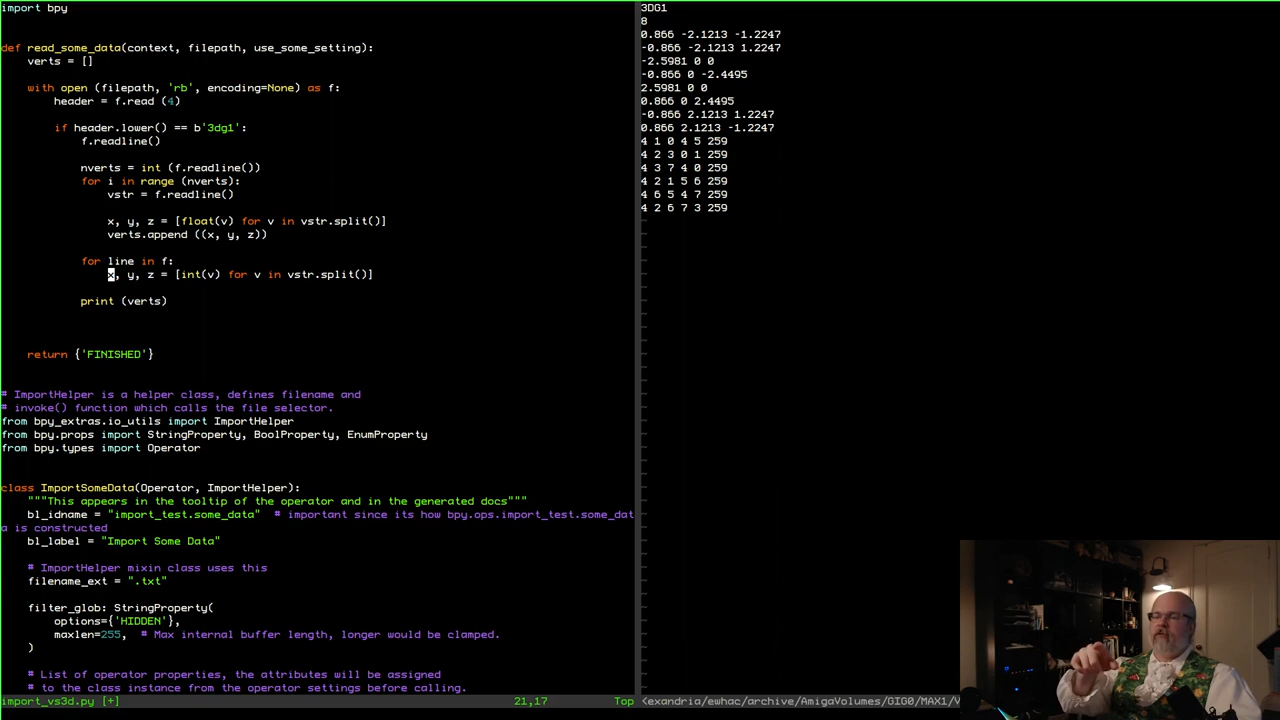 import bpy
def read_some_data(context, filepath, use_some_setting):
    verts = []
    with open (filepath, 'rb', encoding=None) as f:
        header = f.read (4)
        if header.lower() == b'3dg1':
            f.readline()
            nverts = int (f.readline())
            for i in range (nverts):
                vstr = f.readline()
                x, y, z = [float(v) for v in vstr.split()]
                verts.append ((x, y, z))
            for line in f:
                x, y, z = [int(v) for v in vstr.split()]
            print (verts)
    return {'FINISHED'}
# ImportHelper is a helper class, defines filename and
# invoke() function which calls the file selector.
from bpy_extras.io_utils import ImportHelper
from bpy.props import StringProperty, BoolProperty, EnumProperty
from bpy.types import Operator
class ImportSomeData(Operator, ImportHelper):
    """This appears in the tooltip of the operator and in the generated docs"""
    bl_idname = "import_test.some_data"  # important since its how bpy.ops.import_test.some_dat
a is constructed
    bl_label = "Import Some Data"
    # ImportHelper mixin class uses this
    filename_ext = ".txt"
    filter_glob: StringProperty(
        options={'HIDDEN'},
        maxlen=255,  # Max internal buffer length, longer would be clamped.
    )
    # List of operator properties, the attributes will be assigned
    # to the class instance from the operator settings before calling.
import_vs3d.py [+] 21,17 Top
3DG1
8
0.866 -2.1213 -1.2247
-0.866 -2.1213 1.2247
-2.5981 0 0
-0.866 0 -2.4495
2.5981 0 0
0.866 0 2.4495
-0.866 2.1213 1.2247
0.866 2.1213 -1.2247
4 1 0 4 5 259
4 2 3 0 1 259
4 3 7 4 0 259
4 2 1 5 6 259
4 6 5 4 7 259
4 2 6 7 3 259
<exandria/ewhac/archive/AmigaVolumes/GIG0/MAX1/V